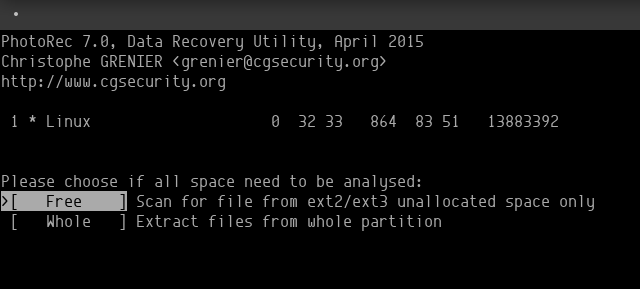 PhotoRec 7.0, Data Recovery Utility, April 2015
Christophe GRENIER <grenier@cgsecurity.org>
http://www.cgsecurity.org
1 * Linux                    0  32 33   864  83 51   13883392
Please choose if all space need to be analysed:
>[   Free    ] Scan for file from ext2/ext3 unallocated space only
[   Whole   ] Extract files from whole partition